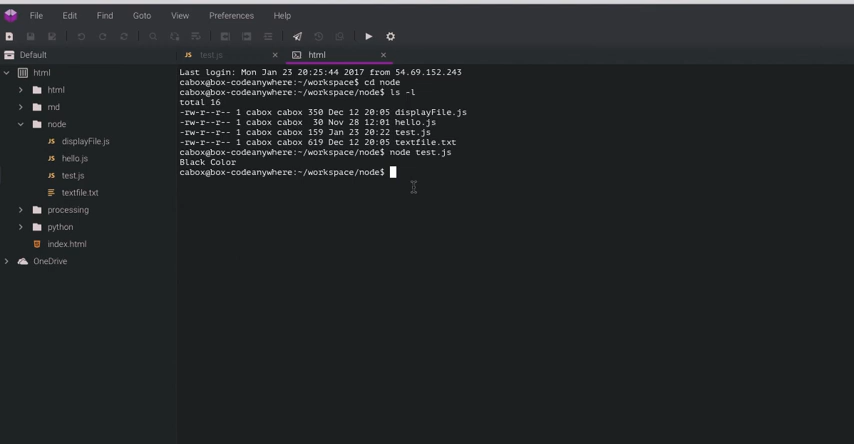 File Edit Find Goto View Preferences Help
Default
JS test.js × html ×
html
html
md
node
JS displayFile.js
JS hello.js
JS test.js
textfile.txt
processing
python
index.html
OneDrive
Last login: Mon Jan 23 20:25:44 2017 from 54.69.152.243
cabox@box-codeanywhere:~/workspace$ cd node
cabox@box-codeanywhere:~/workspace/node$ ls -l
total 16
-rw-r--r-- 1 cabox cabox 350 Dec 12 20:05 displayFile.js
-rw-r--r-- 1 cabox cabox  30 Nov 28 12:01 hello.js
-rw-r--r-- 1 cabox cabox 159 Jan 23 20:22 test.js
-rw-r--r-- 1 cabox cabox 619 Dec 12 20:05 textfile.txt
cabox@box-codeanywhere:~/workspace/node$ node test.js
Black Color
cabox@box-codeanywhere:~/workspace/node$